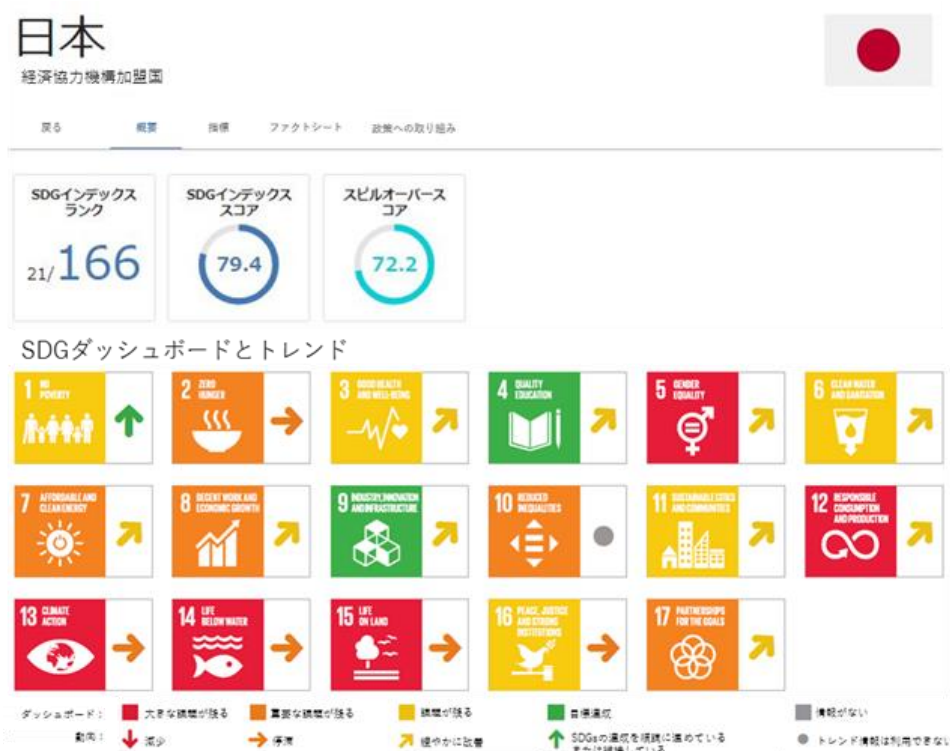 日本
経済協力機構加盟国
戻る
概要
指標
ファクトシート
政策への取り組み
SDGインデックス
ランク
21/166
SDGインデックス
スコア
79.4
スピルオーバース
コア
72.2
SDGダッシュボードとトレンド
1 NO
POVERTY
2 ZERO
HUNGER
3 GOOD HEALTH
AND WELL-BEING
4 QUALITY
EDUCATION
5 GENDER
EQUALITY
6 CLEAN WATER
AND SANITATION
7 AFFORDABLE AND
CLEAN ENERGY
8 DECENT WORK AND
ECONOMIC GROWTH
9 INDUSTRY, INNOVATION
AND INFRASTRUCTURE
10 REDUCED
INEQUALITIES
11 SUSTAINABLE CITIES
AND COMMUNITIES
12 RESPONSIBLE
CONSUMPTION
AND PRODUCTION
13 CLIMATE
ACTION
14 LIFE
BELOW WATER
15 LIFE
ON LAND
16 PEACE, JUSTICE
AND STRONG
INSTITUTIONS
17 PARTNERSHIPS
FOR THE GOALS
ダッシュボード： 大きな課題が残る 重要な課題が残る 課題が残る 目標達成 情報がない
動向： 減少 停滞 緩やかに改善 SDGsの達成を順調に進めている トレンド情報は利用できない
または維持している